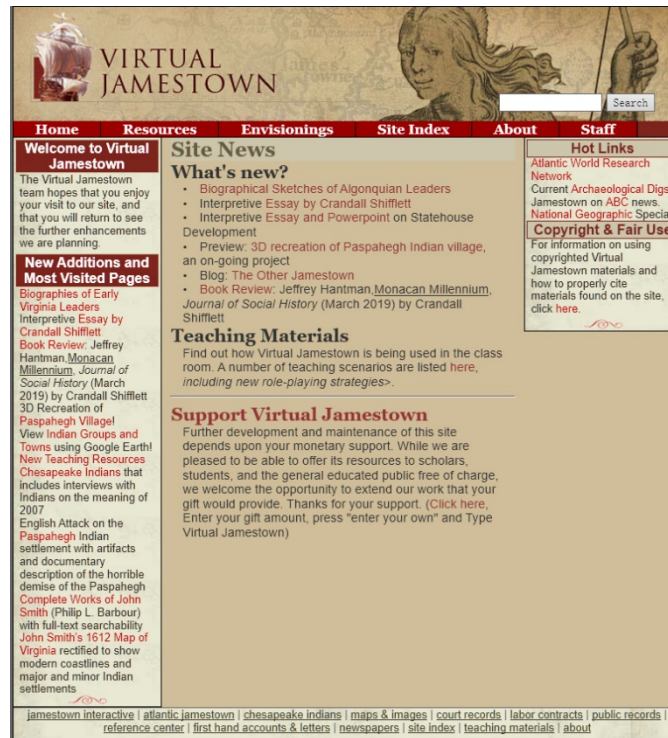 VIRTUAL
JAMESTOWN
Search
Home Resources Envisionings Site Index About Staff
Welcome to Virtual
Jamestown
The Virtual Jamestown
team hopes that you enjoy
your visit to our site, and
that you will return to see
the further enhancements
we are planning.
New Additions and
Most Visited Pages
Biographies of Early
Virginia Leaders
Interpretive Essay by
Crandall Shifflett
Book Review: Jeffrey
Hantman,Monacan
Millennium, Journal of
Social History (March
2019) by Crandall Shifflett
3D Recreation of
Paspahegh Village!
View Indian Groups and
Towns using Google Earth!
New Teaching Resources
Chesapeake Indians that
includes interviews with
Indians on the meaning of
2007
English Attack on the
Paspahegh Indian
settlement with artifacts
and documentary
description of the horrible
demise of the Paspahegh
Complete Works of John
Smith (Philip L. Barbour)
with full-text searchability
John Smith's 1612 Map of
Virginia rectified to show
modern coastlines and
major and minor Indian
settlements
Site News
What's new?
• Biographical Sketches of Algonquian Leaders
• Interpretive Essay by Crandall Shifflett
• Interpretive Essay and Powerpoint on Statehouse
Development
• Preview: 3D recreation of Paspahegh Indian village,
an on-going project
• Blog: The Other Jamestown
• Book Review: Jeffrey Hantman,Monacan Millennium,
Journal of Social History (March 2019) by Crandall
Shifflett
Teaching Materials
Find out how Virtual Jamestown is being used in the class
room. A number of teaching scenarios are listed here,
including new role-playing strategies>.
Support Virtual Jamestown
Further development and maintenance of this site
depends upon your monetary support. While we are
pleased to be able to offer its resources to scholars,
students, and the general educated public free of charge,
we welcome the opportunity to extend our work that your
gift would provide. Thanks for your support. (Click here,
Enter your gift amount, press "enter your own" and Type
Virtual Jamestown)
Hot Links
Atlantic World Research
Network
Current Archaeological Digs
Jamestown on ABC news.
National Geographic Specia
Copyright & Fair Use
For information on using
copyrighted Virtual
Jamestown materials and
how to properly cite
materials found on the site,
click here.
jamestown interactive | atlantic jamestown | chesapeake indians | maps & images | court records | labor contracts | public records |
reference center | first hand accounts & letters | newspapers | site index | teaching materials | about